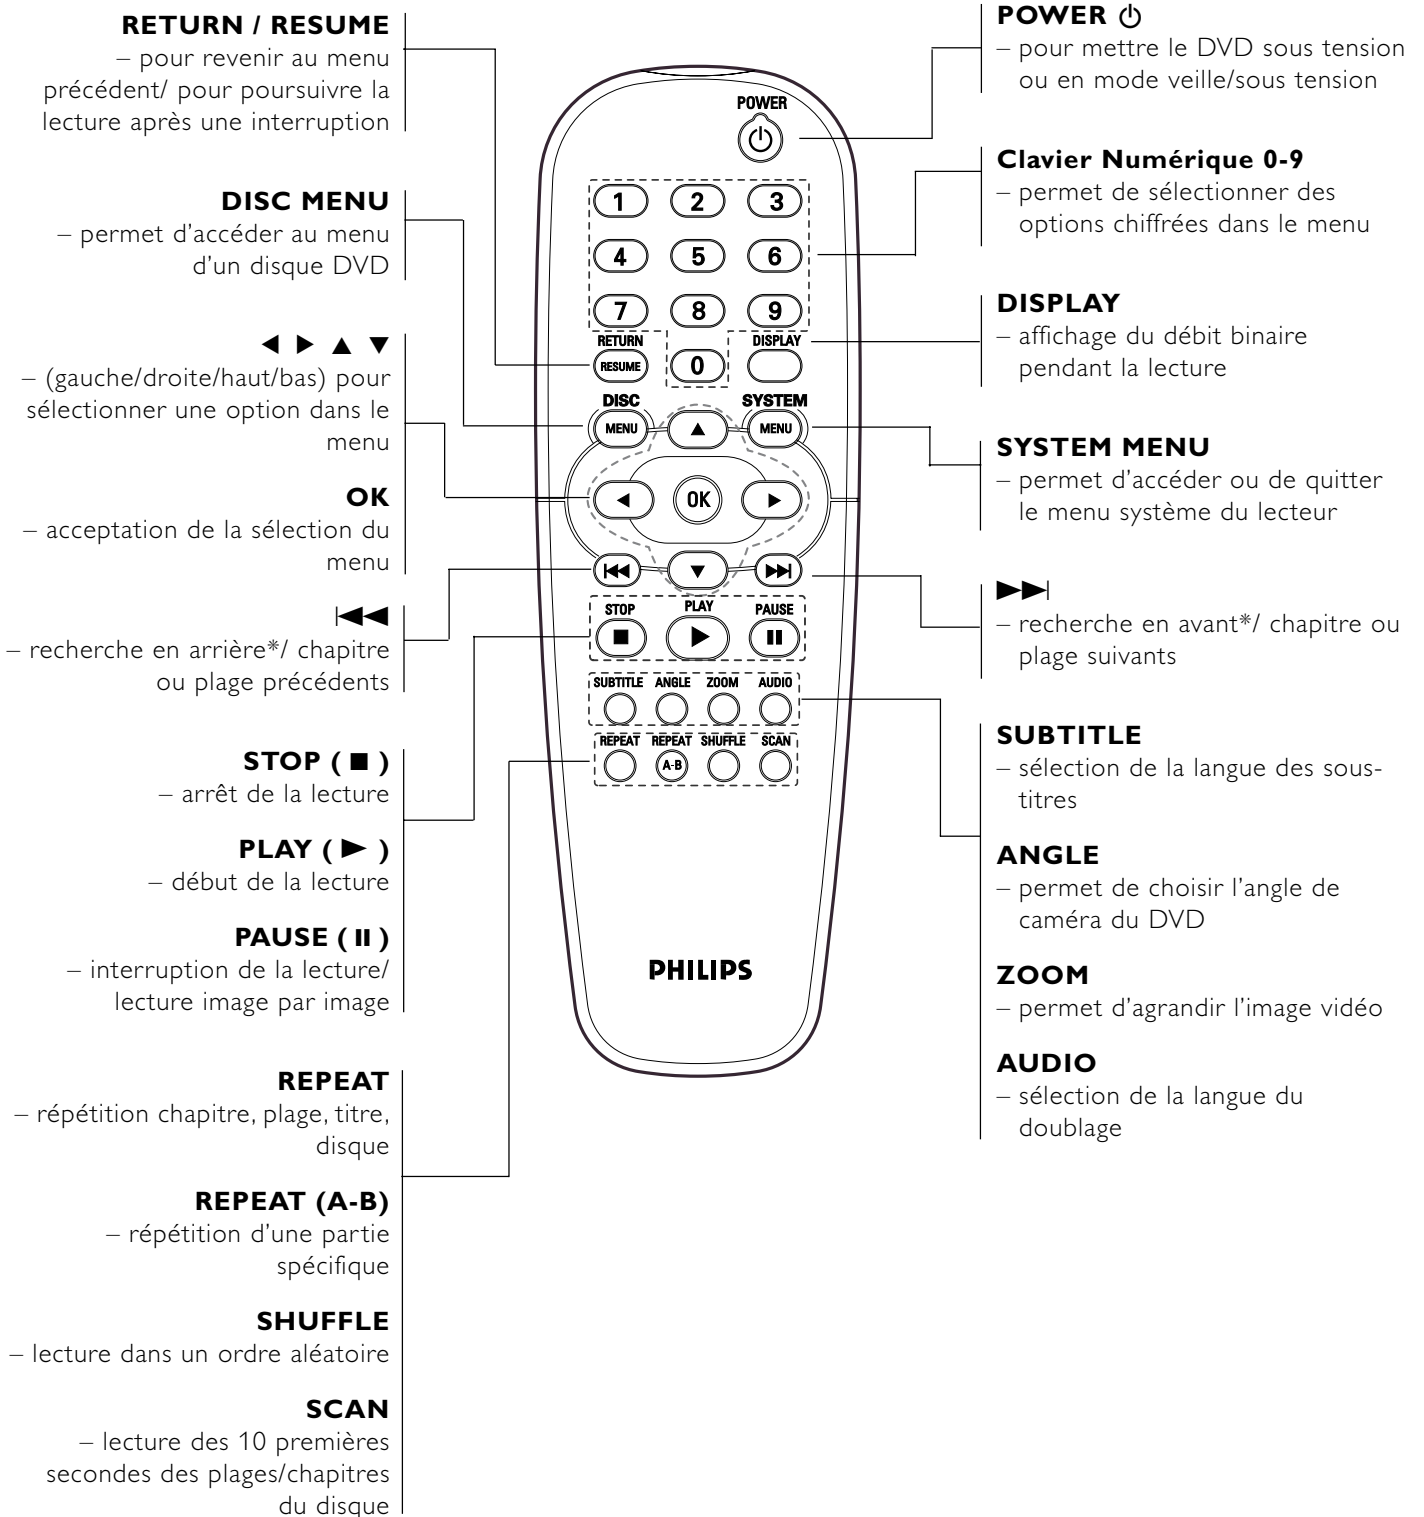 RETURN / RESUME
– pour revenir au menu
précédent/ pour poursuivre la
lecture après une interruption
DISC MENU
– permet d'accéder au menu
d'un disque DVD
◀ ▶ ▲ ▼
– (gauche/droite/haut/bas) pour
sélectionner une option dans le
menu
OK
– acceptation de la sélection du
menu
|◀◀
– recherche en arrière*/ chapitre
ou plage précédents
STOP ( ■ )
– arrêt de la lecture
PLAY ( ▶ )
– début de la lecture
PAUSE ( II )
– interruption de la lecture/
lecture image par image
REPEAT
– répétition chapitre, plage, titre,
disque
REPEAT (A-B)
– répétition d'une partie
spécifique
SHUFFLE
– lecture dans un ordre aléatoire
SCAN
– lecture des 10 premières
secondes des plages/chapitres
du disque
POWER
1 2 3
4 5 6
7 8 9
RETURN DISPLAY
RESUME 0
DISC SYSTEM
MENU ▲ MENU
◀ OK ▶
|◀◀ ▼ ▶▶|
STOP PLAY PAUSE
■ ▶ II
SUBTITLE ANGLE ZOOM AUDIO
REPEAT REPEAT SHUFFLE SCAN
A-B
PHILIPS
POWER ⏻
– pour mettre le DVD sous tension
ou en mode veille/sous tension
Clavier Numérique 0-9
– permet de sélectionner des
options chiffrées dans le menu
DISPLAY
– affichage du débit binaire
pendant la lecture
SYSTEM MENU
– permet d'accéder ou de quitter
le menu système du lecteur
▶▶|
– recherche en avant*/ chapitre ou
plage suivants
SUBTITLE
– sélection de la langue des sous-
titres
ANGLE
– permet de choisir l'angle de
caméra du DVD
ZOOM
– permet d'agrandir l'image vidéo
AUDIO
– sélection de la langue du
doublage